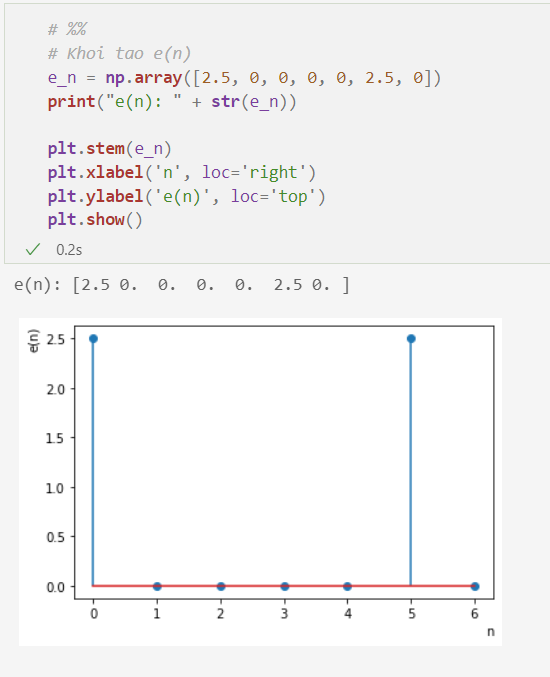 # %%
# Khoi tao e(n)
e_n = np.array([2.5, 0, 0, 0, 0, 2.5, 0])
print("e(n): " + str(e_n))
plt.stem(e_n)
plt.xlabel('n', loc='right')
plt.ylabel('e(n)', loc='top')
plt.show()
0.2s
e(n): [2.5 0.  0.  0.  0.  2.5 0. ]
e(n)
2.5
2.0
1.5
1.0
0.5
0.0
0 1 2 3 4 5 6
n